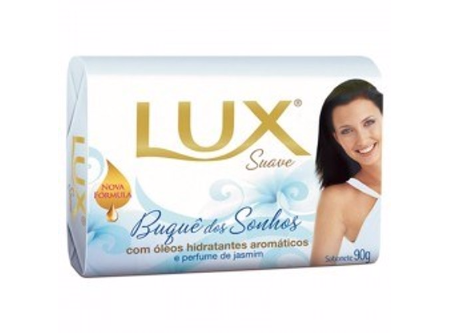 LUX®
Suave
NOVA
FÓRMULA
Buquê dos Sonhos
com óleos hidratantes aromáticos
e perfume de jasmim
Sabonete 90g